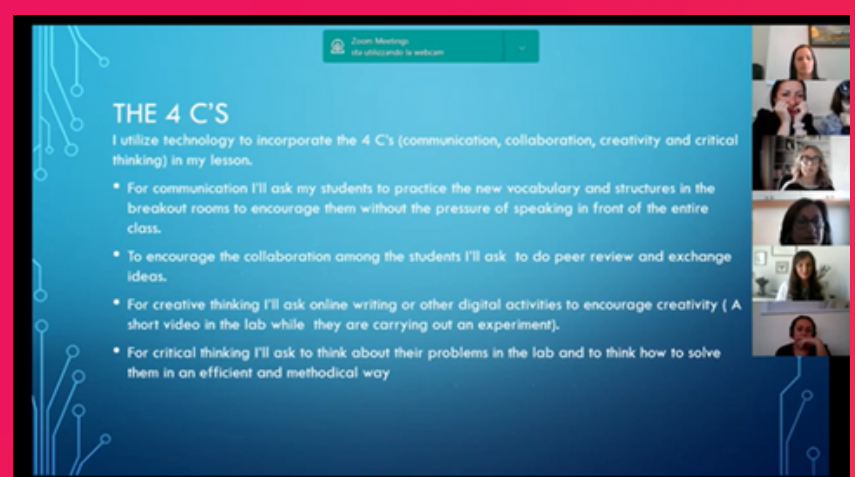 Zoom Meetings
sta utilizzando la webcam
THE 4 C'S
I utilize technology to incorporate the 4 C's (communication, collaboration, creativity and critical
thinking) in my lesson.
• For communication I'll ask my students to practice the new vocabulary and structures in the
breakout rooms to encourage them without the pressure of speaking in front of the entire
class.
• To encourage the collaboration among the students I'll ask to do peer review and exchange
ideas.
• For creative thinking I'll ask online writing or other digital activities to encourage creativity ( A
short video in the lab while they are carrying out an experiment).
• For critical thinking I'll ask to think about their problems in the lab and to think how to solve
them in an efficient and methodical way